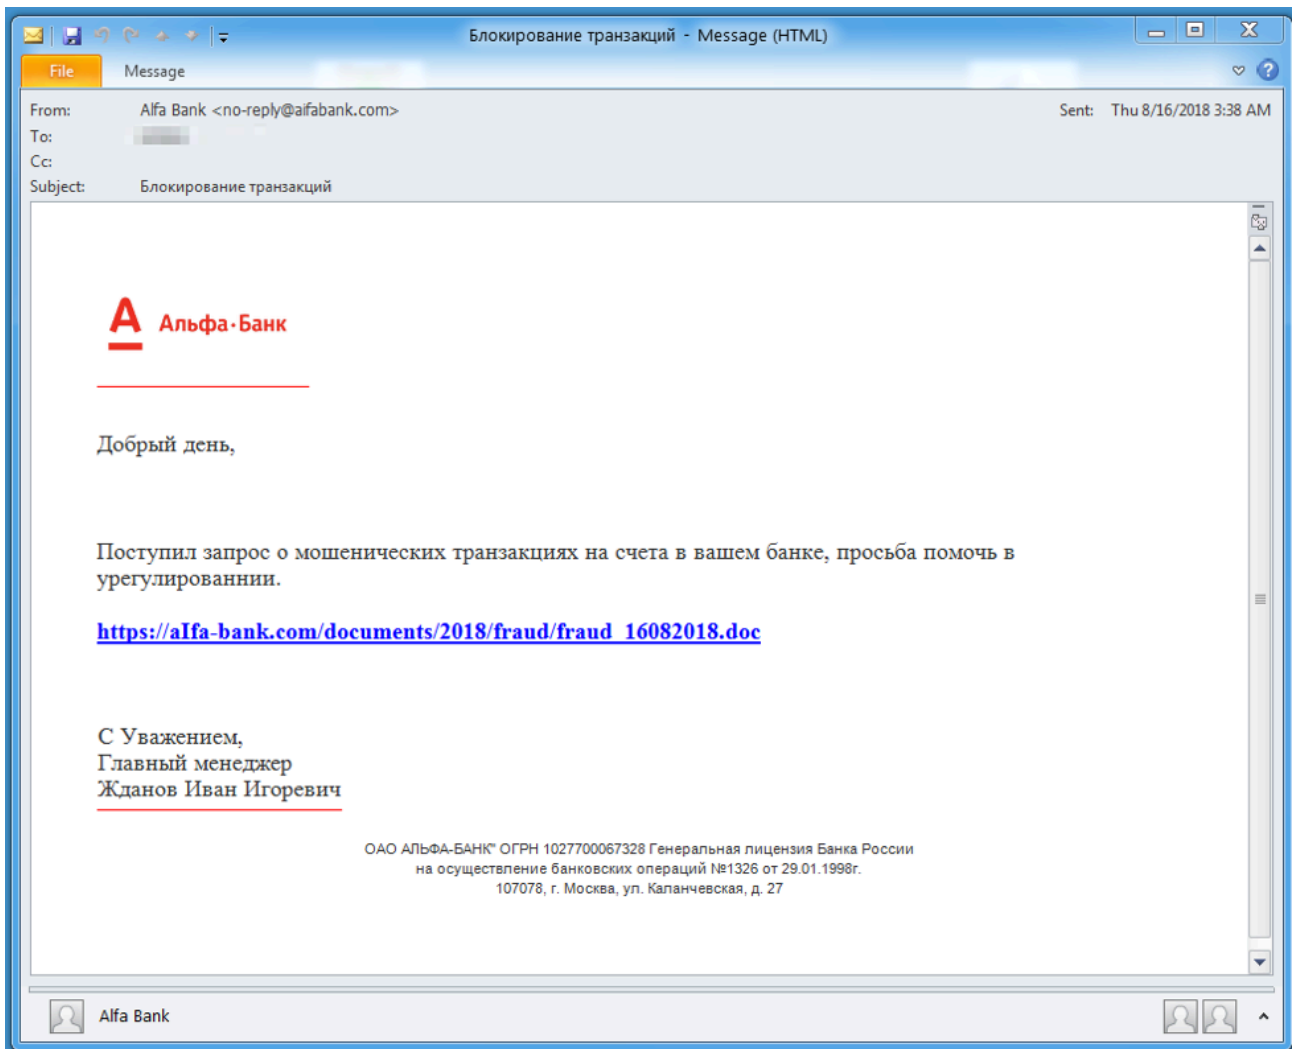 Блокирование транзакций - Message (HTML)
File Message
From: Alfa Bank <no-reply@aifabank.com> Sent: Thu 8/16/2018 3:38 AM
To:
Cc:
Subject: Блокирование транзакций
А Альфа·Банк
Добрый день,
Поступил запрос о мошенических транзакциях на счета в вашем банке, просьба помочь в
урегулированнии.
https://aIfa-bank.com/documents/2018/fraud/fraud_16082018.doc
С Уважением,
Главный менеджер
Жданов Иван Игоревич
ОАО АЛЬФА-БАНК" ОГРН 1027700067328 Генеральная лицензия Банка России
на осуществление банковских операций №1326 от 29.01.1998г.
107078, г. Москва, ул. Каланчевская, д. 27
Alfa Bank